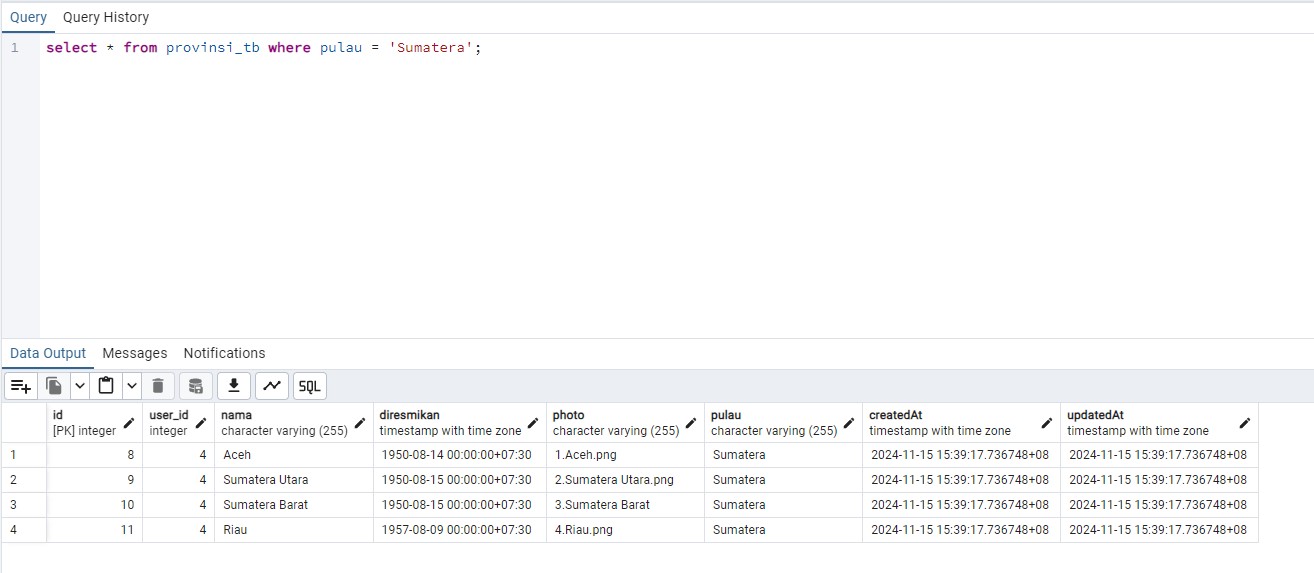 Query Query History
1 select * from provinsi_tb where pulau = 'Sumatera';
Data Output Messages Notifications
SQL
id user_id nama diresmikan photo pulau createdAt updatedAt
[PK] integer integer character varying (255) timestamp with time zone character varying (255) character varying (255) timestamp with time zone timestamp with time zone
1 8 4 Aceh 1950-08-14 00:00:00+07:30 1.Aceh.png Sumatera 2024-11-15 15:39:17.736748+08 2024-11-15 15:39:17.736748+08
2 9 4 Sumatera Utara 1950-08-15 00:00:00+07:30 2.Sumatera Utara.png Sumatera 2024-11-15 15:39:17.736748+08 2024-11-15 15:39:17.736748+08
3 10 4 Sumatera Barat 1950-08-15 00:00:00+07:30 3.Sumatera Barat Sumatera 2024-11-15 15:39:17.736748+08 2024-11-15 15:39:17.736748+08
4 11 4 Riau 1957-08-09 00:00:00+07:30 4.Riau.png Sumatera 2024-11-15 15:39:17.736748+08 2024-11-15 15:39:17.736748+08